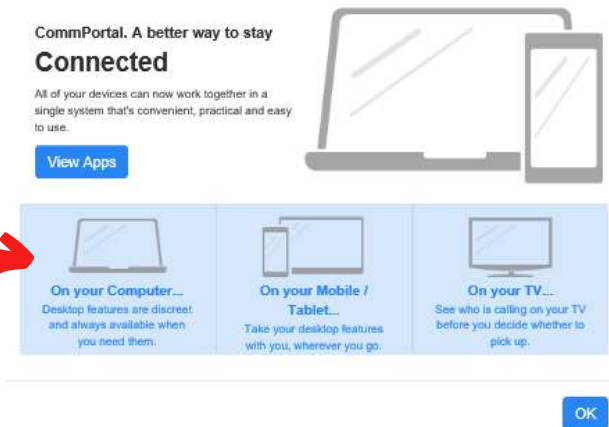 CommPortal. A better way to stay
Connected
All of your devices can now work together in a
single system that's convenient, practical and easy
to use.
View Apps
On your Computer...
Desktop features are discreet
and always available when
you need them.
On your Mobile /
Tablet...
Take your desktop features
with you, wherever you go.
On your TV...
See who is calling on your TV
before you decide whether to
pick up.
OK